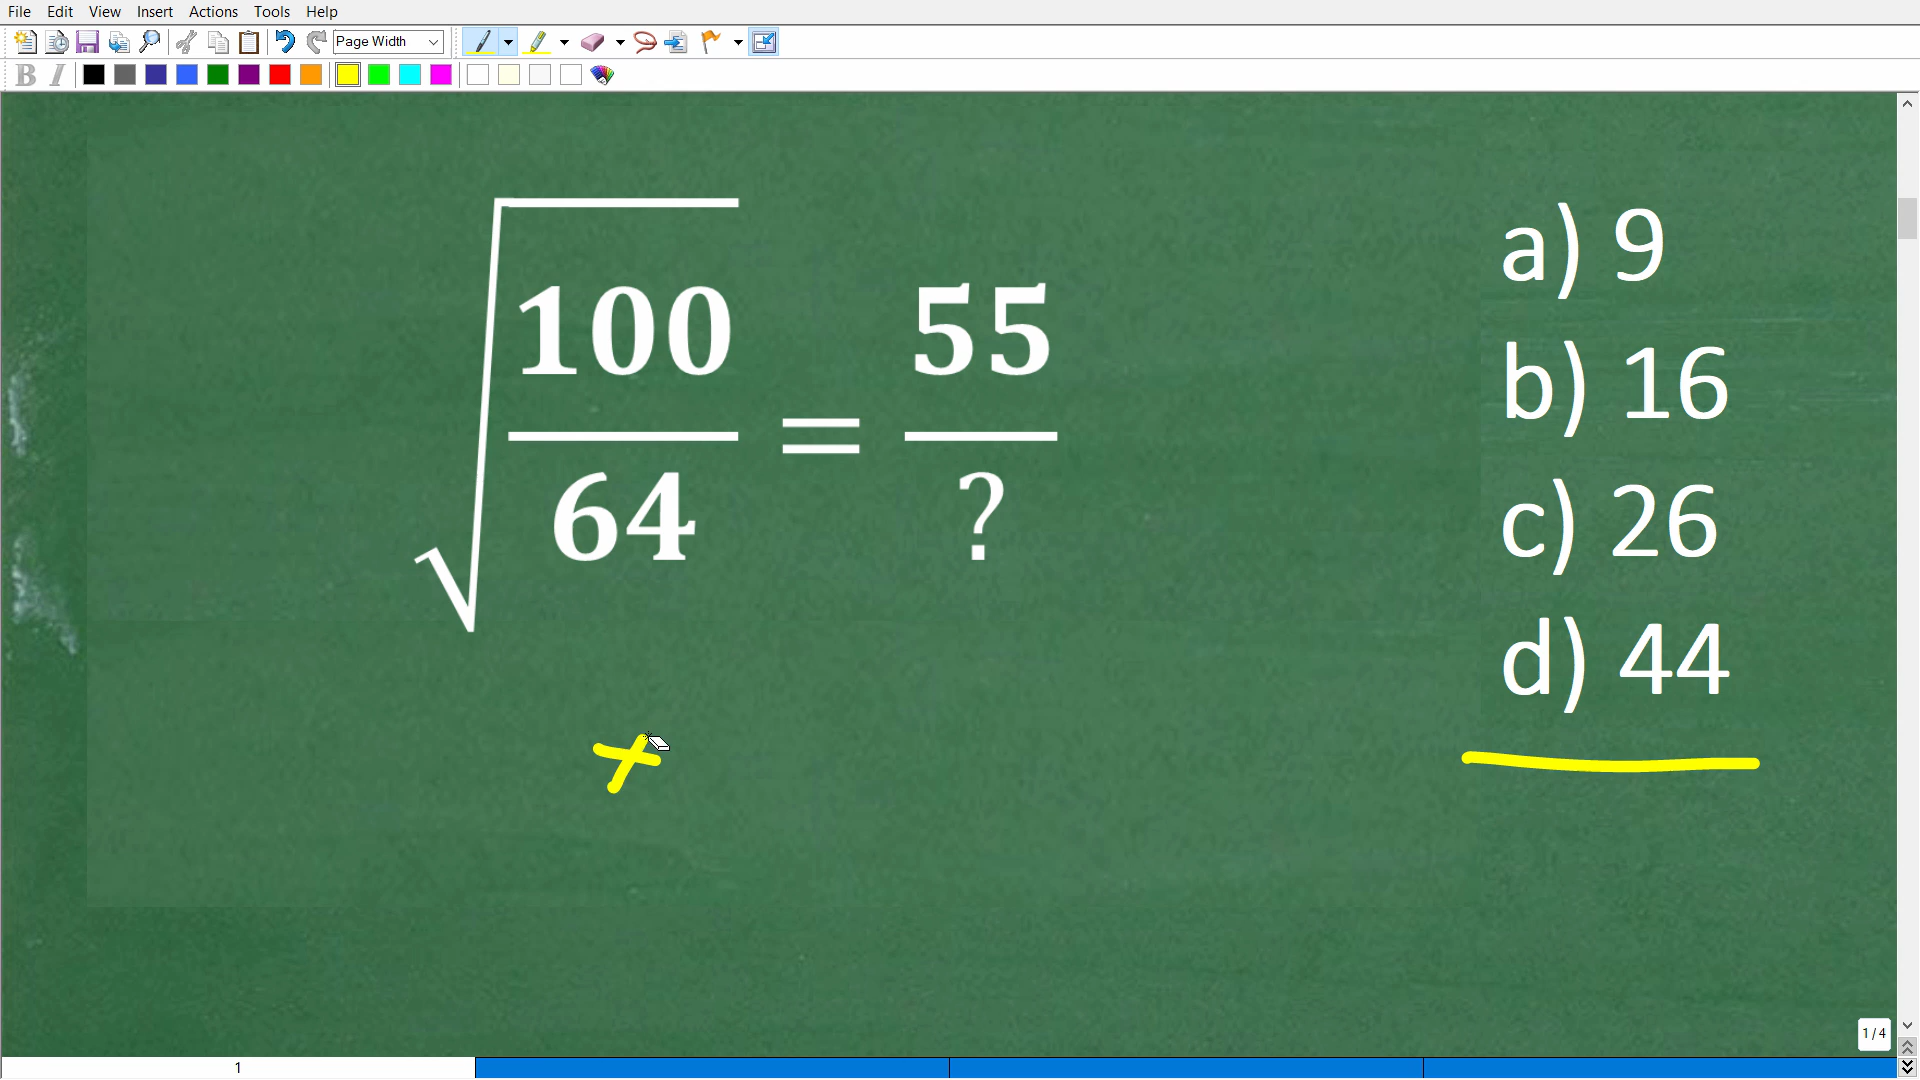 File Edit View Insert Actions Tools Help
Page Width
B I
√100/64 = 55/?
a) 9
b) 16
c) 26
d) 44
x
1 / 4
1